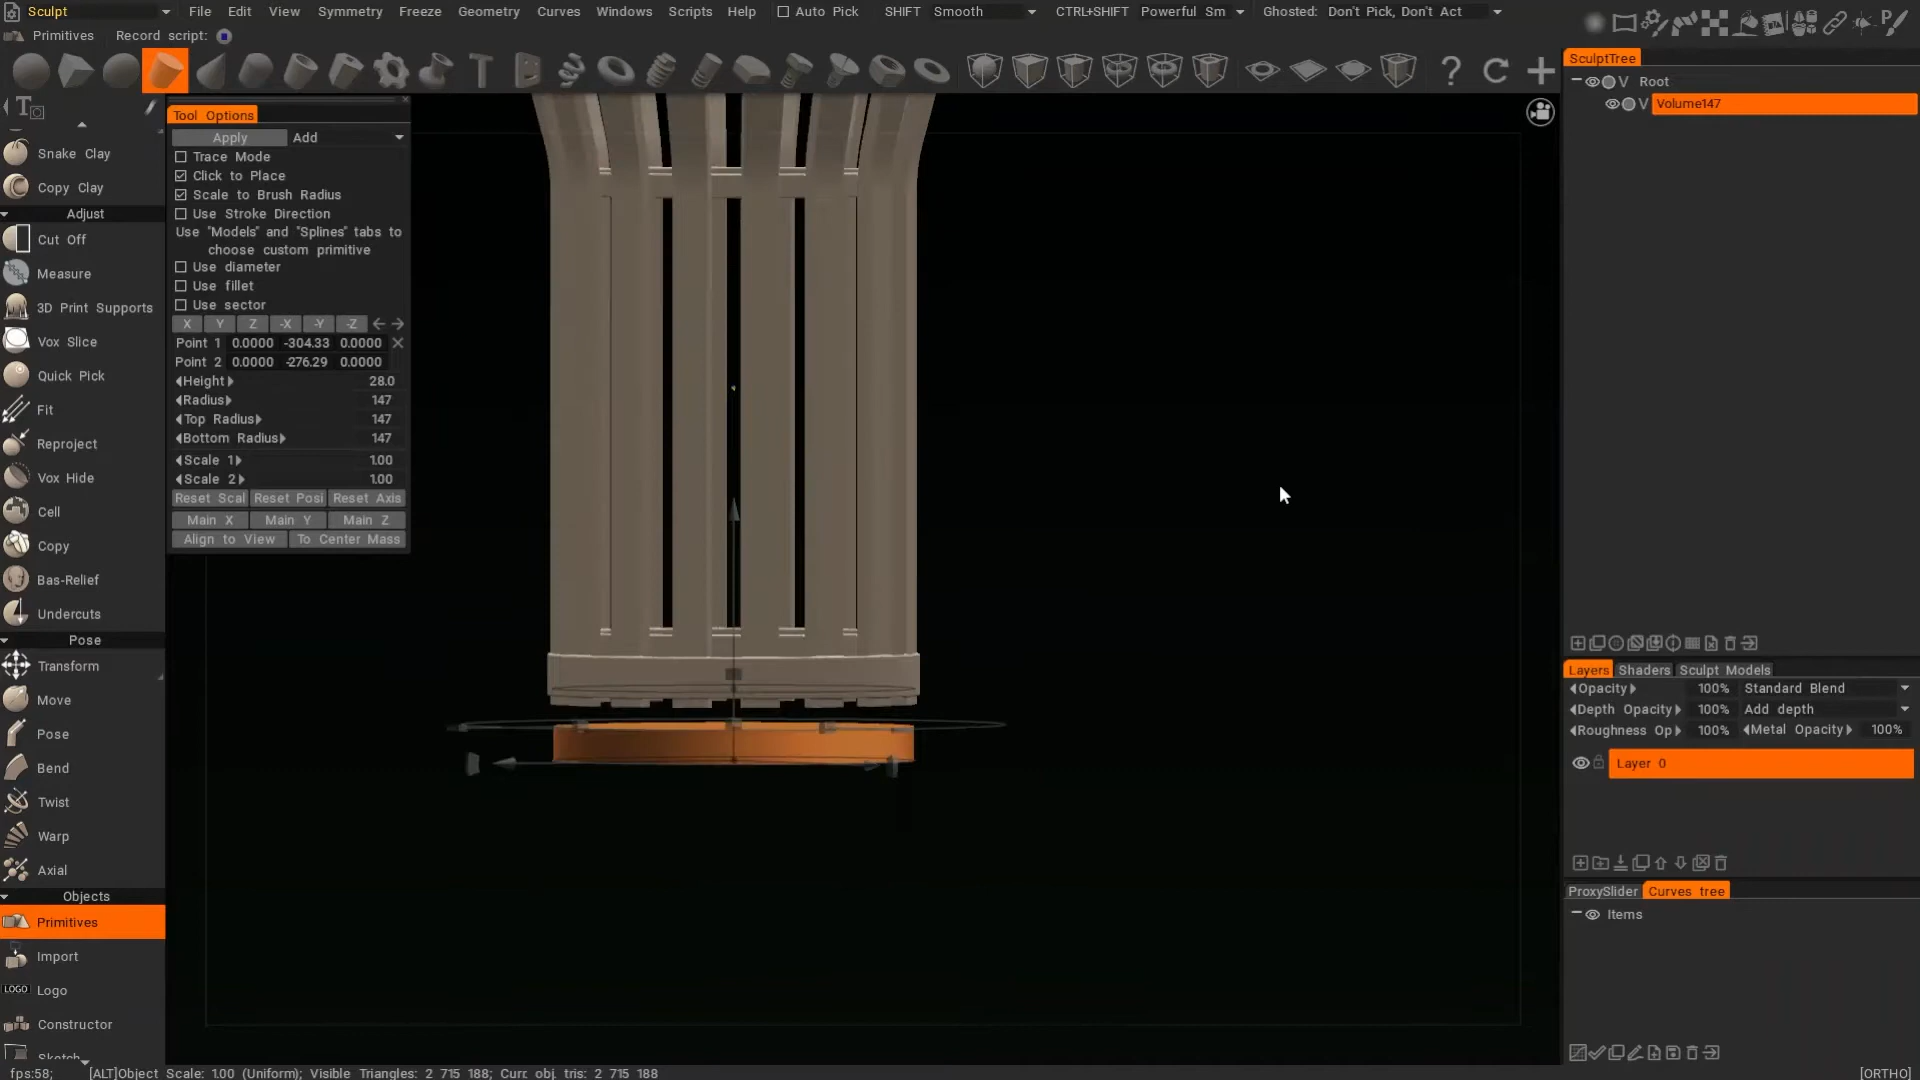 Sculpt File Edit View Symmetry Freeze Geometry Curves Windows Scripts Help Auto Pick SHIFT Smooth CTRL+SHIFT Powerful Sm Ghosted: Don't Pick, Don't Act
Primitives Record script:
Snake Clay
Copy Clay
Adjust
Cut Off
Measure
3D Print Supports
Vox Slice
Quick Pick
Fit
Reproject
Vox Hide
Cell
Copy
Bas-Relief
Undercuts
Pose
Transform
Move
Pose
Bend
Twist
Warp
Axial
Objects
Primitives
Import
LOGO Logo
Constructor
Sketch
Tool Options
Apply Add
Trace Mode
Click to Place
Scale to Brush Radius
Use Stroke Direction
Use "Models" and "Splines" tabs to
choose custom primitive
Use diameter
Use fillet
Use sector
X Y Z -X -Y -Z
Point 1 0.0000 -304.33 0.0000
Point 2 0.0000 -276.29 0.0000
Height 28.0
Radius 147
Top Radius 147
Bottom Radius 147
Scale 1 1.00
Scale 2 1.00
Reset Scal Reset Posi Reset Axis
Main X Main Y Main Z
Align to View To Center Mass
SculptTree
V Root
V Volume147
Layers Shaders Sculpt Models
Opacity 100% Standard Blend
Depth Opacity 100% Add depth
Roughness Op 100% Metal Opacity 100%
Layer 0
ProxySlider Curves tree
Items
fps:58; [ALT]Object Scale: 1.00 (Uniform); Visible Triangles: 2 715 188; Curr. obj. tris: 2 715 188 [ORTHO]